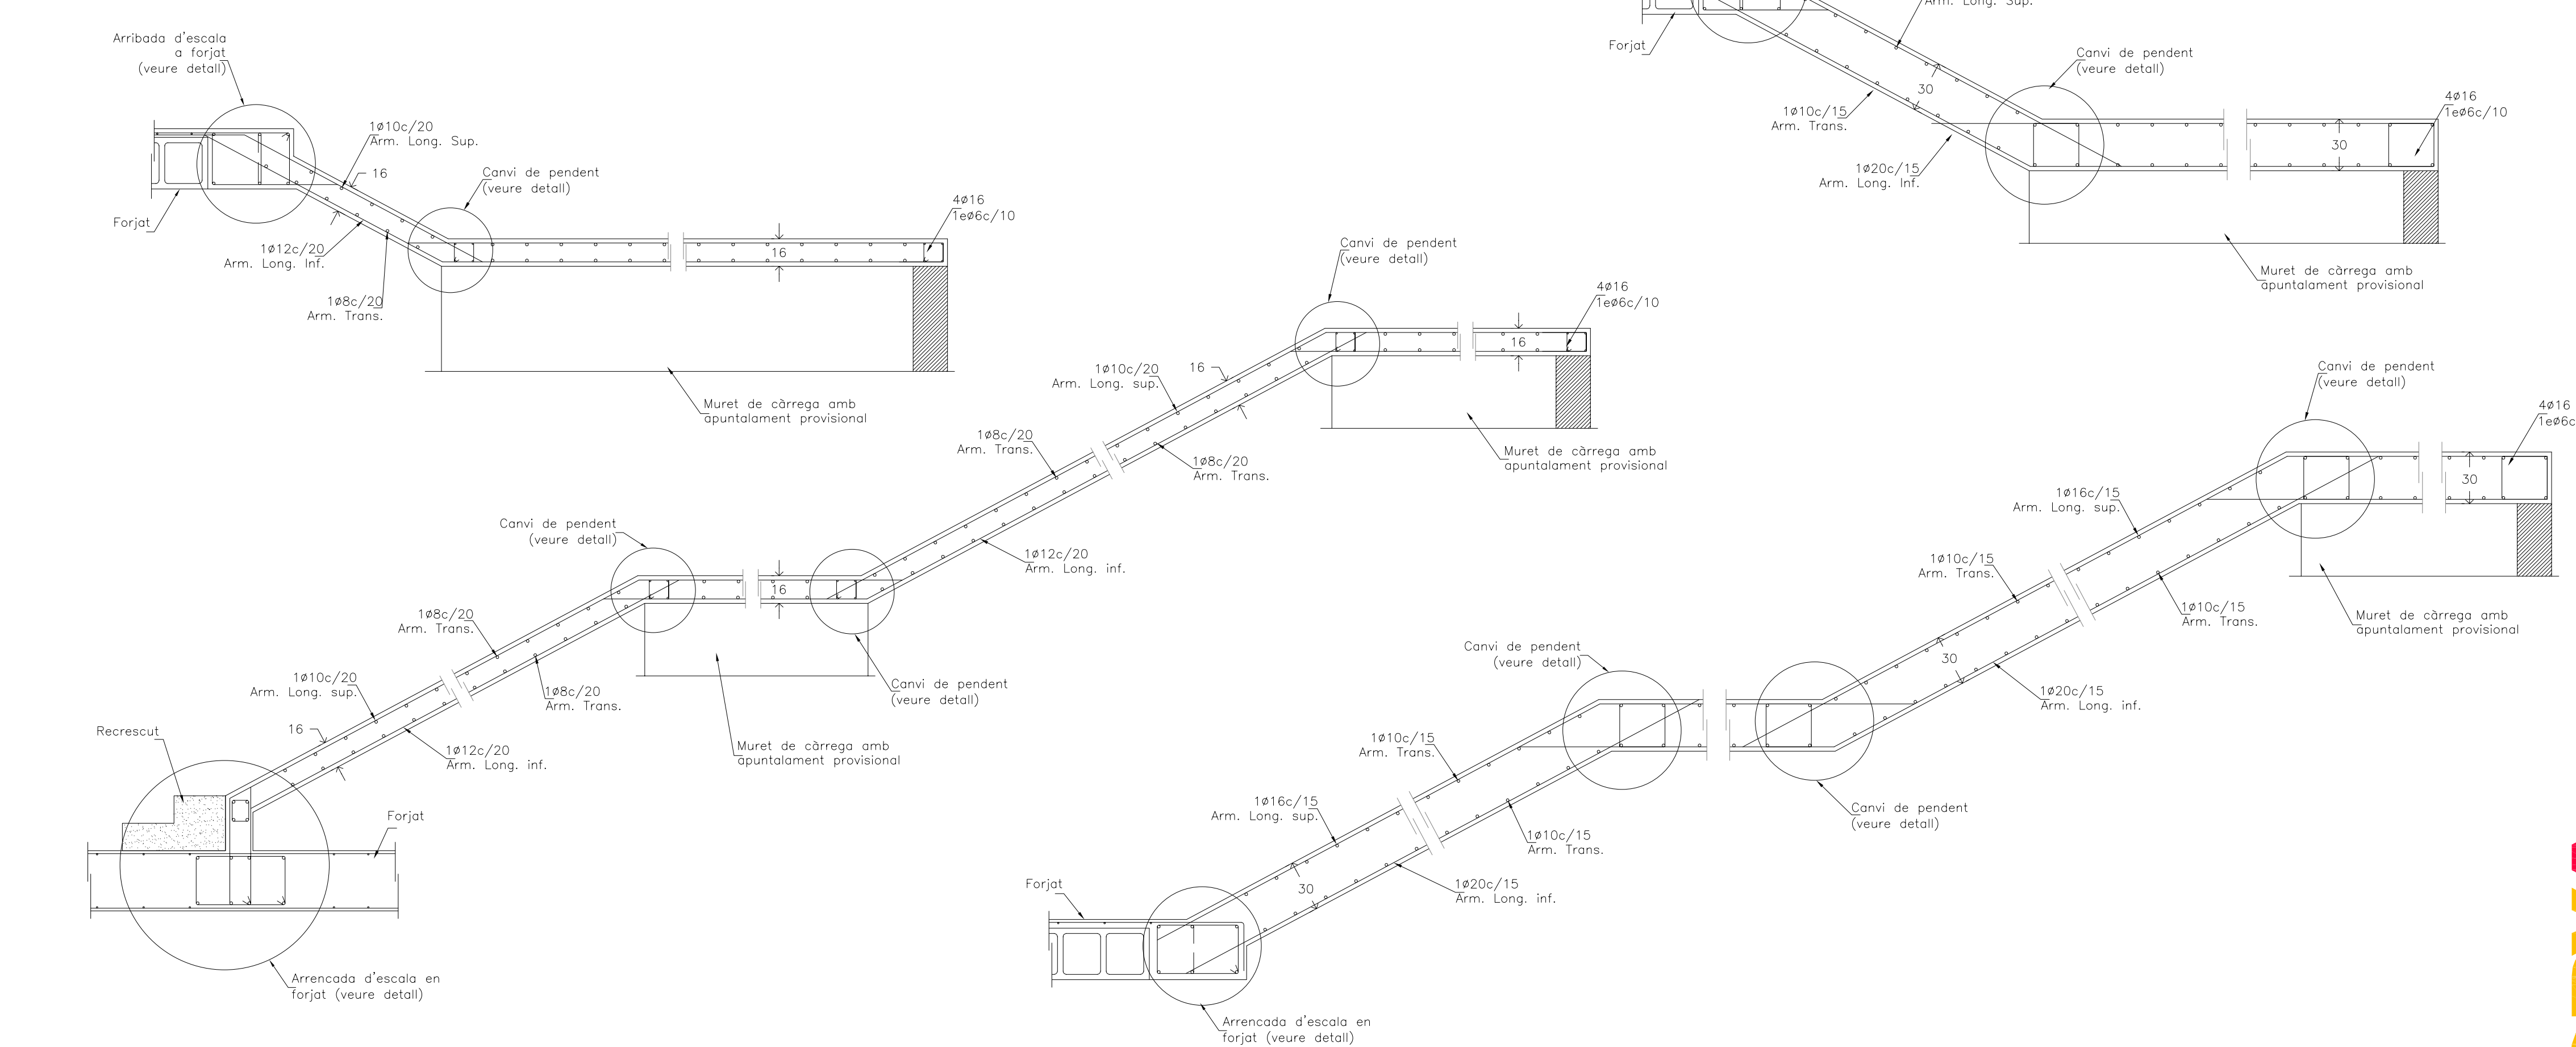 Arribada d'escala
a forjat
(veure detall)
1ø10c/20
Arm. Long. Sup.
16
Canvi de pendent
(veure detall)
4ø16
1eø6c/10
Forjat
1ø12c/20
Arm. Long. Inf.
1ø8c/20
Arm. Trans.
16
Muret de càrrega amb
apuntalament provisional
Arm. Long. Sup.
Forjat
Canvi de pendent
(veure detall)
30
1ø10c/15
Arm. Trans.
1ø20c/15
Arm. Long. Inf.
4ø16
1eø6c/10
30
Muret de càrrega amb
apuntalament provisional
Canvi de pendent
(veure detall)
4ø16
1eø6c/10
16
1ø10c/20
Arm. Long. sup.
16
1ø8c/20
Arm. Trans.
1ø8c/20
Arm. Trans.
Muret de càrrega amb
apuntalament provisional
Canvi de pendent
(veure detall)
1ø12c/20
Arm. Long. inf.
16
1ø8c/20
Arm. Trans.
1ø10c/20
Arm. Long. sup.
1ø8c/20
Arm. Trans.
Canvi de pendent
(veure detall)
16
Recrescut
1ø12c/20
Arm. Long. inf.
Muret de càrrega amb
apuntalament provisional
Forjat
Arrencada d'escala en
forjat (veure detall)
Canvi de pendent
(veure detall)
4ø16
1eø6c
30
1ø16c/15
Arm. Long. sup.
1ø10c/15
Arm. Trans.
1ø10c/15
Arm. Trans.
Muret de càrrega amb
apuntalament provisional
Canvi de pendent
(veure detall)
30
1ø20c/15
Arm. Long. inf.
1ø10c/15
Arm. Trans.
1ø16c/15
Arm. Long. sup.
1ø10c/15
Arm. Trans.
Canvi de pendent
(veure detall)
30
1ø20c/15
Arm. Long. inf.
Forjat
Arrencada d'escala en
forjat (veure detall)